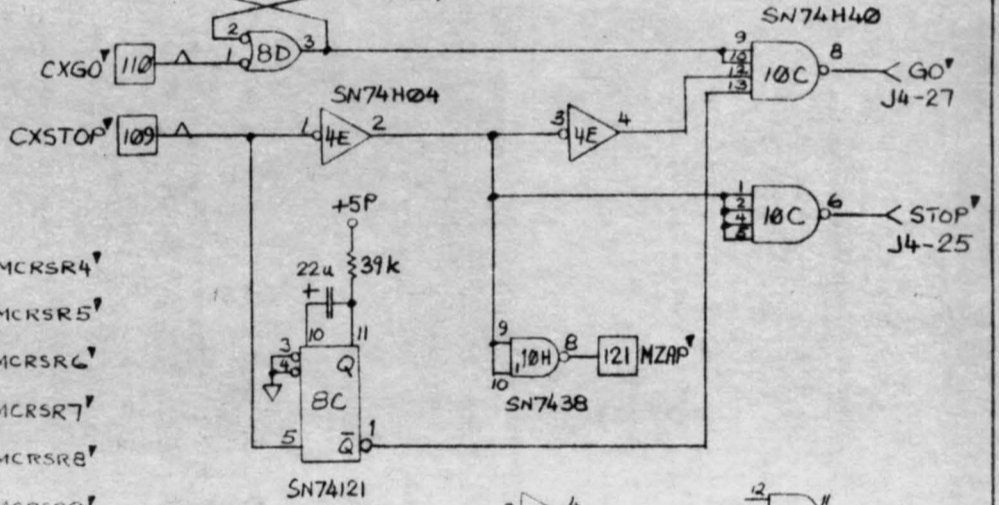 SN74H40
2
1
8D
3
CXGO▼
110
9
10
12
13
10C
8
GO▼
J4-27
SN74H04
CXSTOP▼
109
1
4E
2
3
4E
4
+5P
1
2
4
5
10C
6
STOP▼
J4-25
MCRSR4▼
22u
+
39k
MCRSR5▼
10
11
9
10H
8
121
MZAP▼
MCRSR6▼
3
4
Q
10
SN7438
MCRSR7▼
8C
5
Q̅
1
MCRSR8▼
SN74121
12